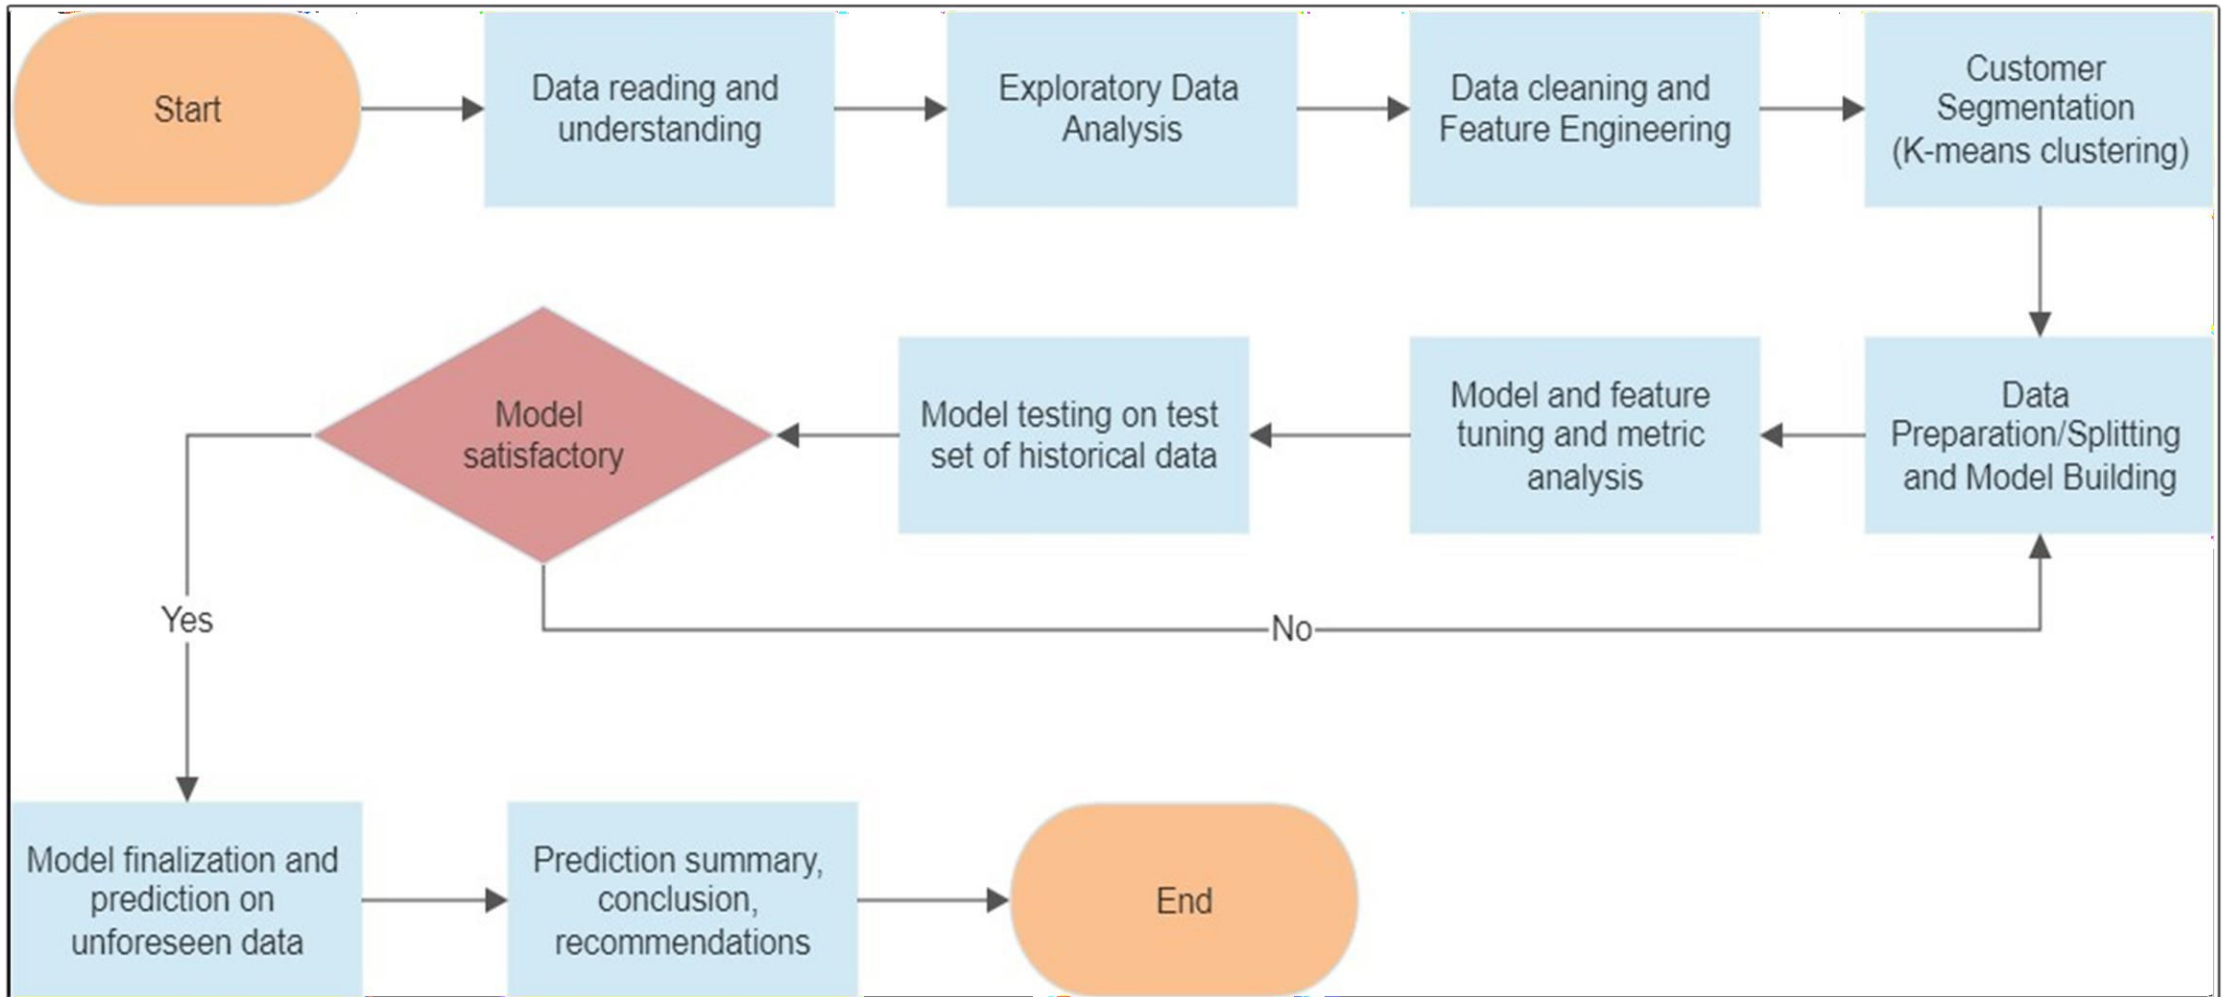 Start
Data reading and
understanding
Exploratory Data
Analysis
Data cleaning and
Feature Engineering
Customer
Segmentation
(K-means clustering)
Model
satisfactory
Model testing on test
set of historical data
Model and feature
tuning and metric
analysis
Data
Preparation/Splitting
and Model Building
Yes
No
Model finalization and
prediction on
unforeseen data
Prediction summary,
conclusion,
recommendations
End